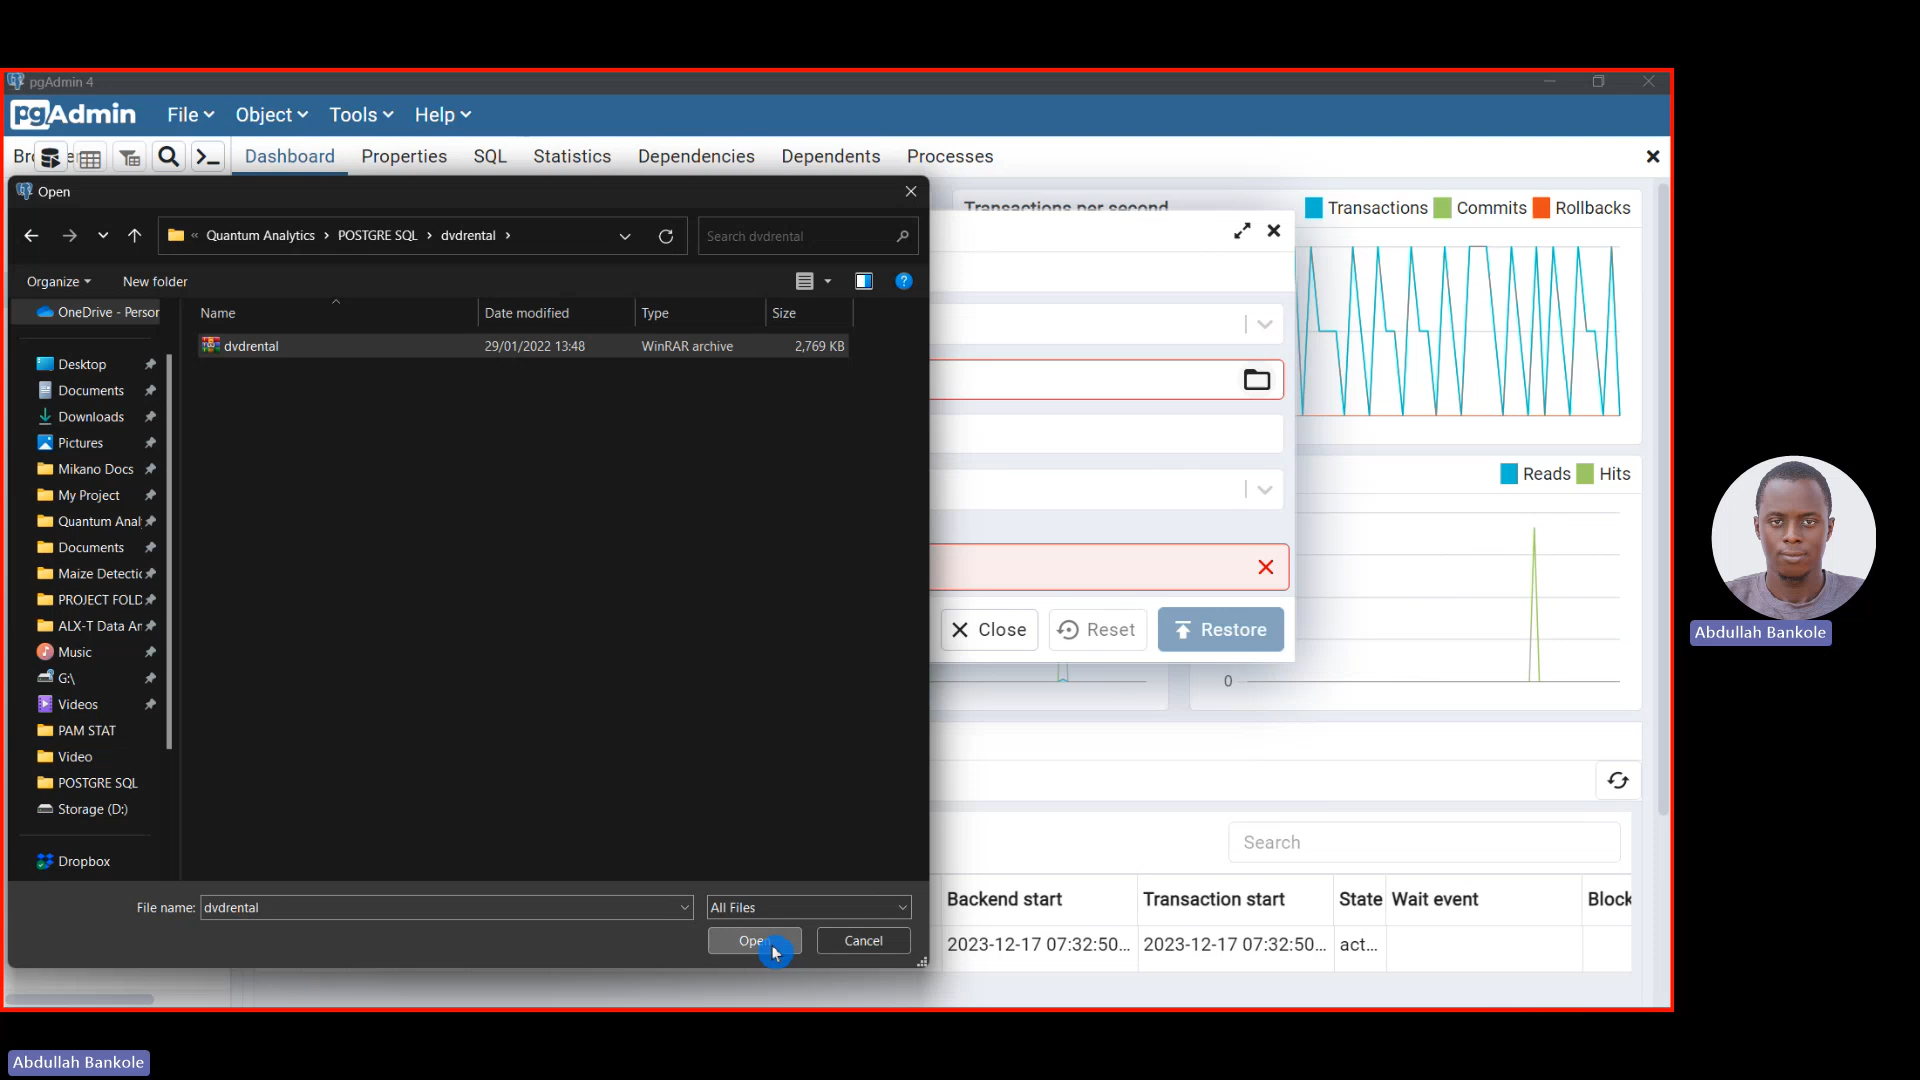 pgAdmin 4
pgAdmin File Object Tools Help
Dashboard Properties SQL Statistics Dependencies Dependents Processes
Open
Transactions per second
Transactions Commits Rollbacks
« Quantum Analytics › POSTGRE SQL › dvdrental ›
Search dvdrental
Organize New folder
OneDrive - Person
Name Date modified Type Size
dvdrental 29/01/2022 13:48 WinRAR archive 2,769 KB
Desktop
Documents
Downloads
Pictures
Mikano Docs
My Project
Quantum Anal
Documents
Maize Detectic
PROJECT FOLD
ALX-T Data Ar
Music
G:\
Videos
PAM STAT
Video
POSTGRE SQL
Storage (D:)
Dropbox
Reads Hits
Close Reset Restore
0
Search
Backend start Transaction start State Wait event Block
2023-12-17 07:32:50... 2023-12-17 07:32:50... act...
File name: dvdrental All Files
Open Cancel
Abdullah Bankole
Abdullah Bankole